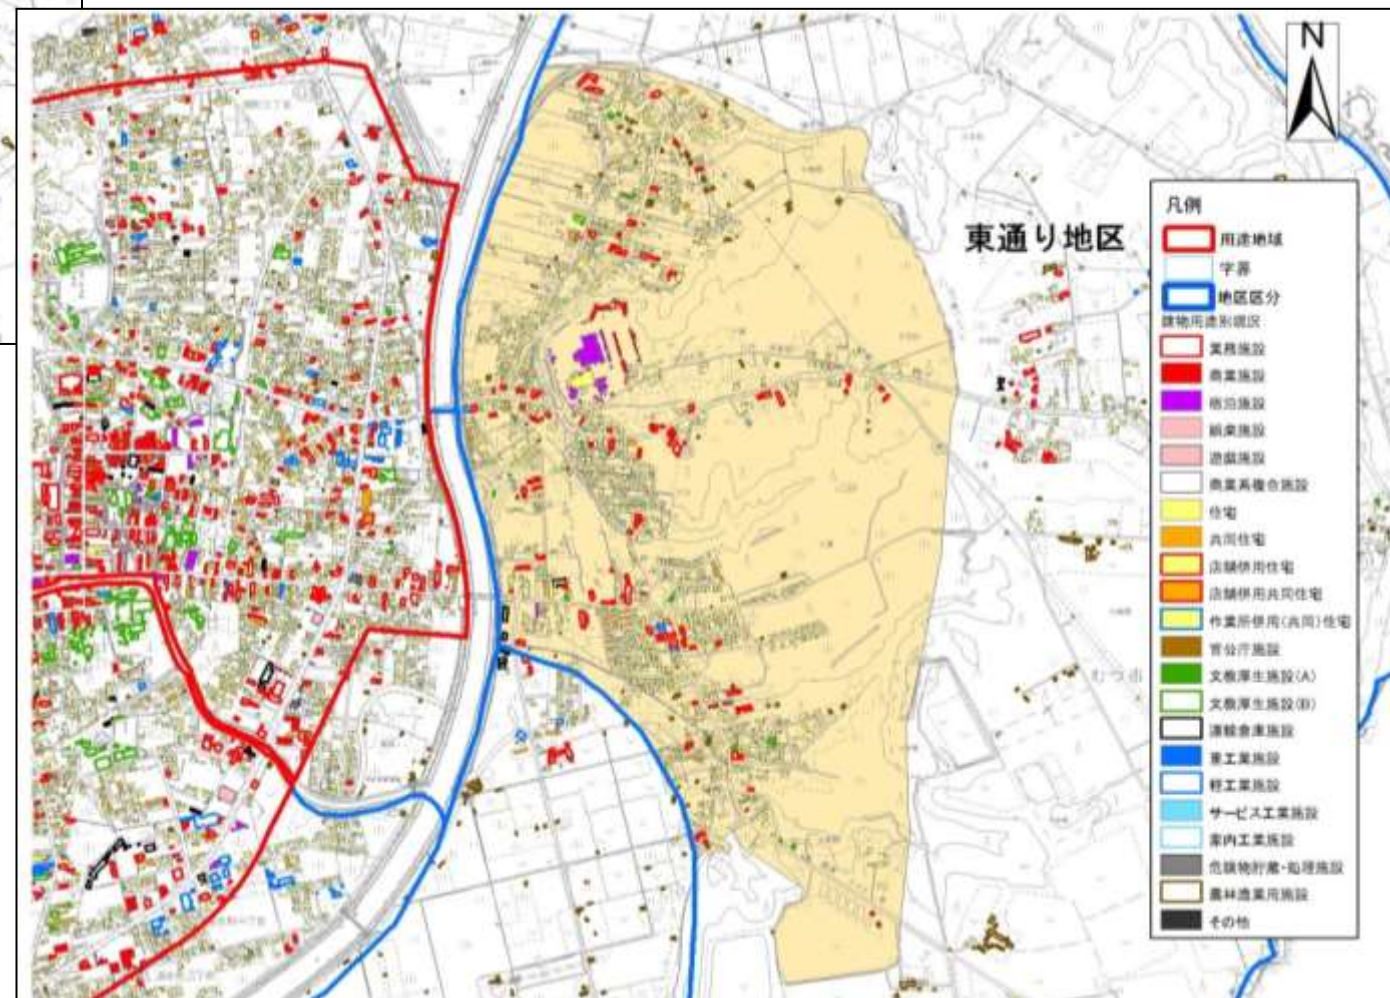 N
東通り地区
凡例
用途地域
字界
地区区分
建物用途別現況
業務施設
商業施設
宿泊施設
娯楽施設
遊戯施設
商業系複合施設
住宅
共同住宅
店舗併用住宅
店舗併用共同住宅
作業所併用(共同)住宅
官公庁施設
文教厚生施設(A)
文教厚生施設(B)
運輸倉庫施設
重工業施設
軽工業施設
サービス工業施設
家内工業施設
危険物貯蔵・処理施設
農林漁業用施設
その他
むつ市